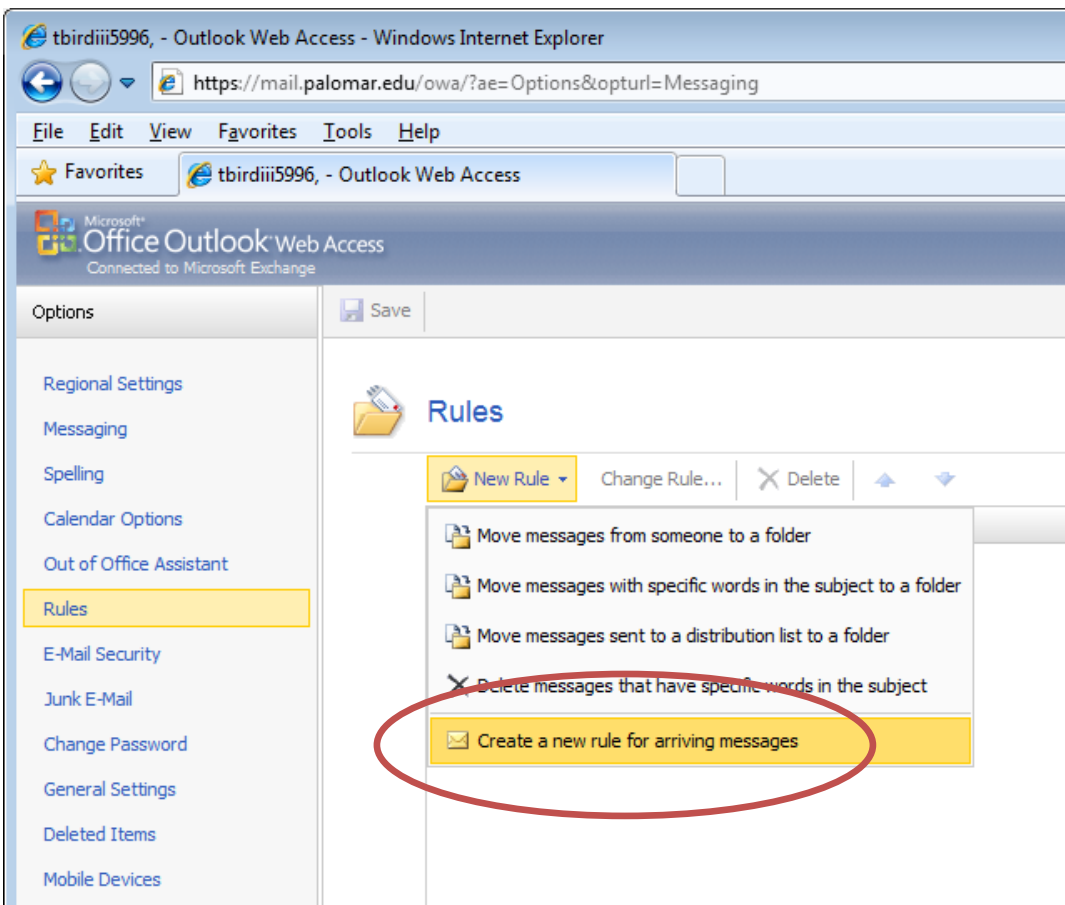 tbirdiii5996, - Outlook Web Access - Windows Internet Explorer
https://mail.palomar.edu/owa/?ae=Options&opturl=Messaging
File Edit View Favorites Tools Help
Favorites tbirdiii5996, - Outlook Web Access
Microsoft®
Office Outlook Web Access
Connected to Microsoft Exchange
Options Save
Regional Settings
Messaging
Spelling
Calendar Options
Out of Office Assistant
Rules
E-Mail Security
Junk E-Mail
Change Password
General Settings
Deleted Items
Mobile Devices
Rules
New Rule Change Rule... Delete
Move messages from someone to a folder
Move messages with specific words in the subject to a folder
Move messages sent to a distribution list to a folder
Delete messages that have specific words in the subject
Create a new rule for arriving messages